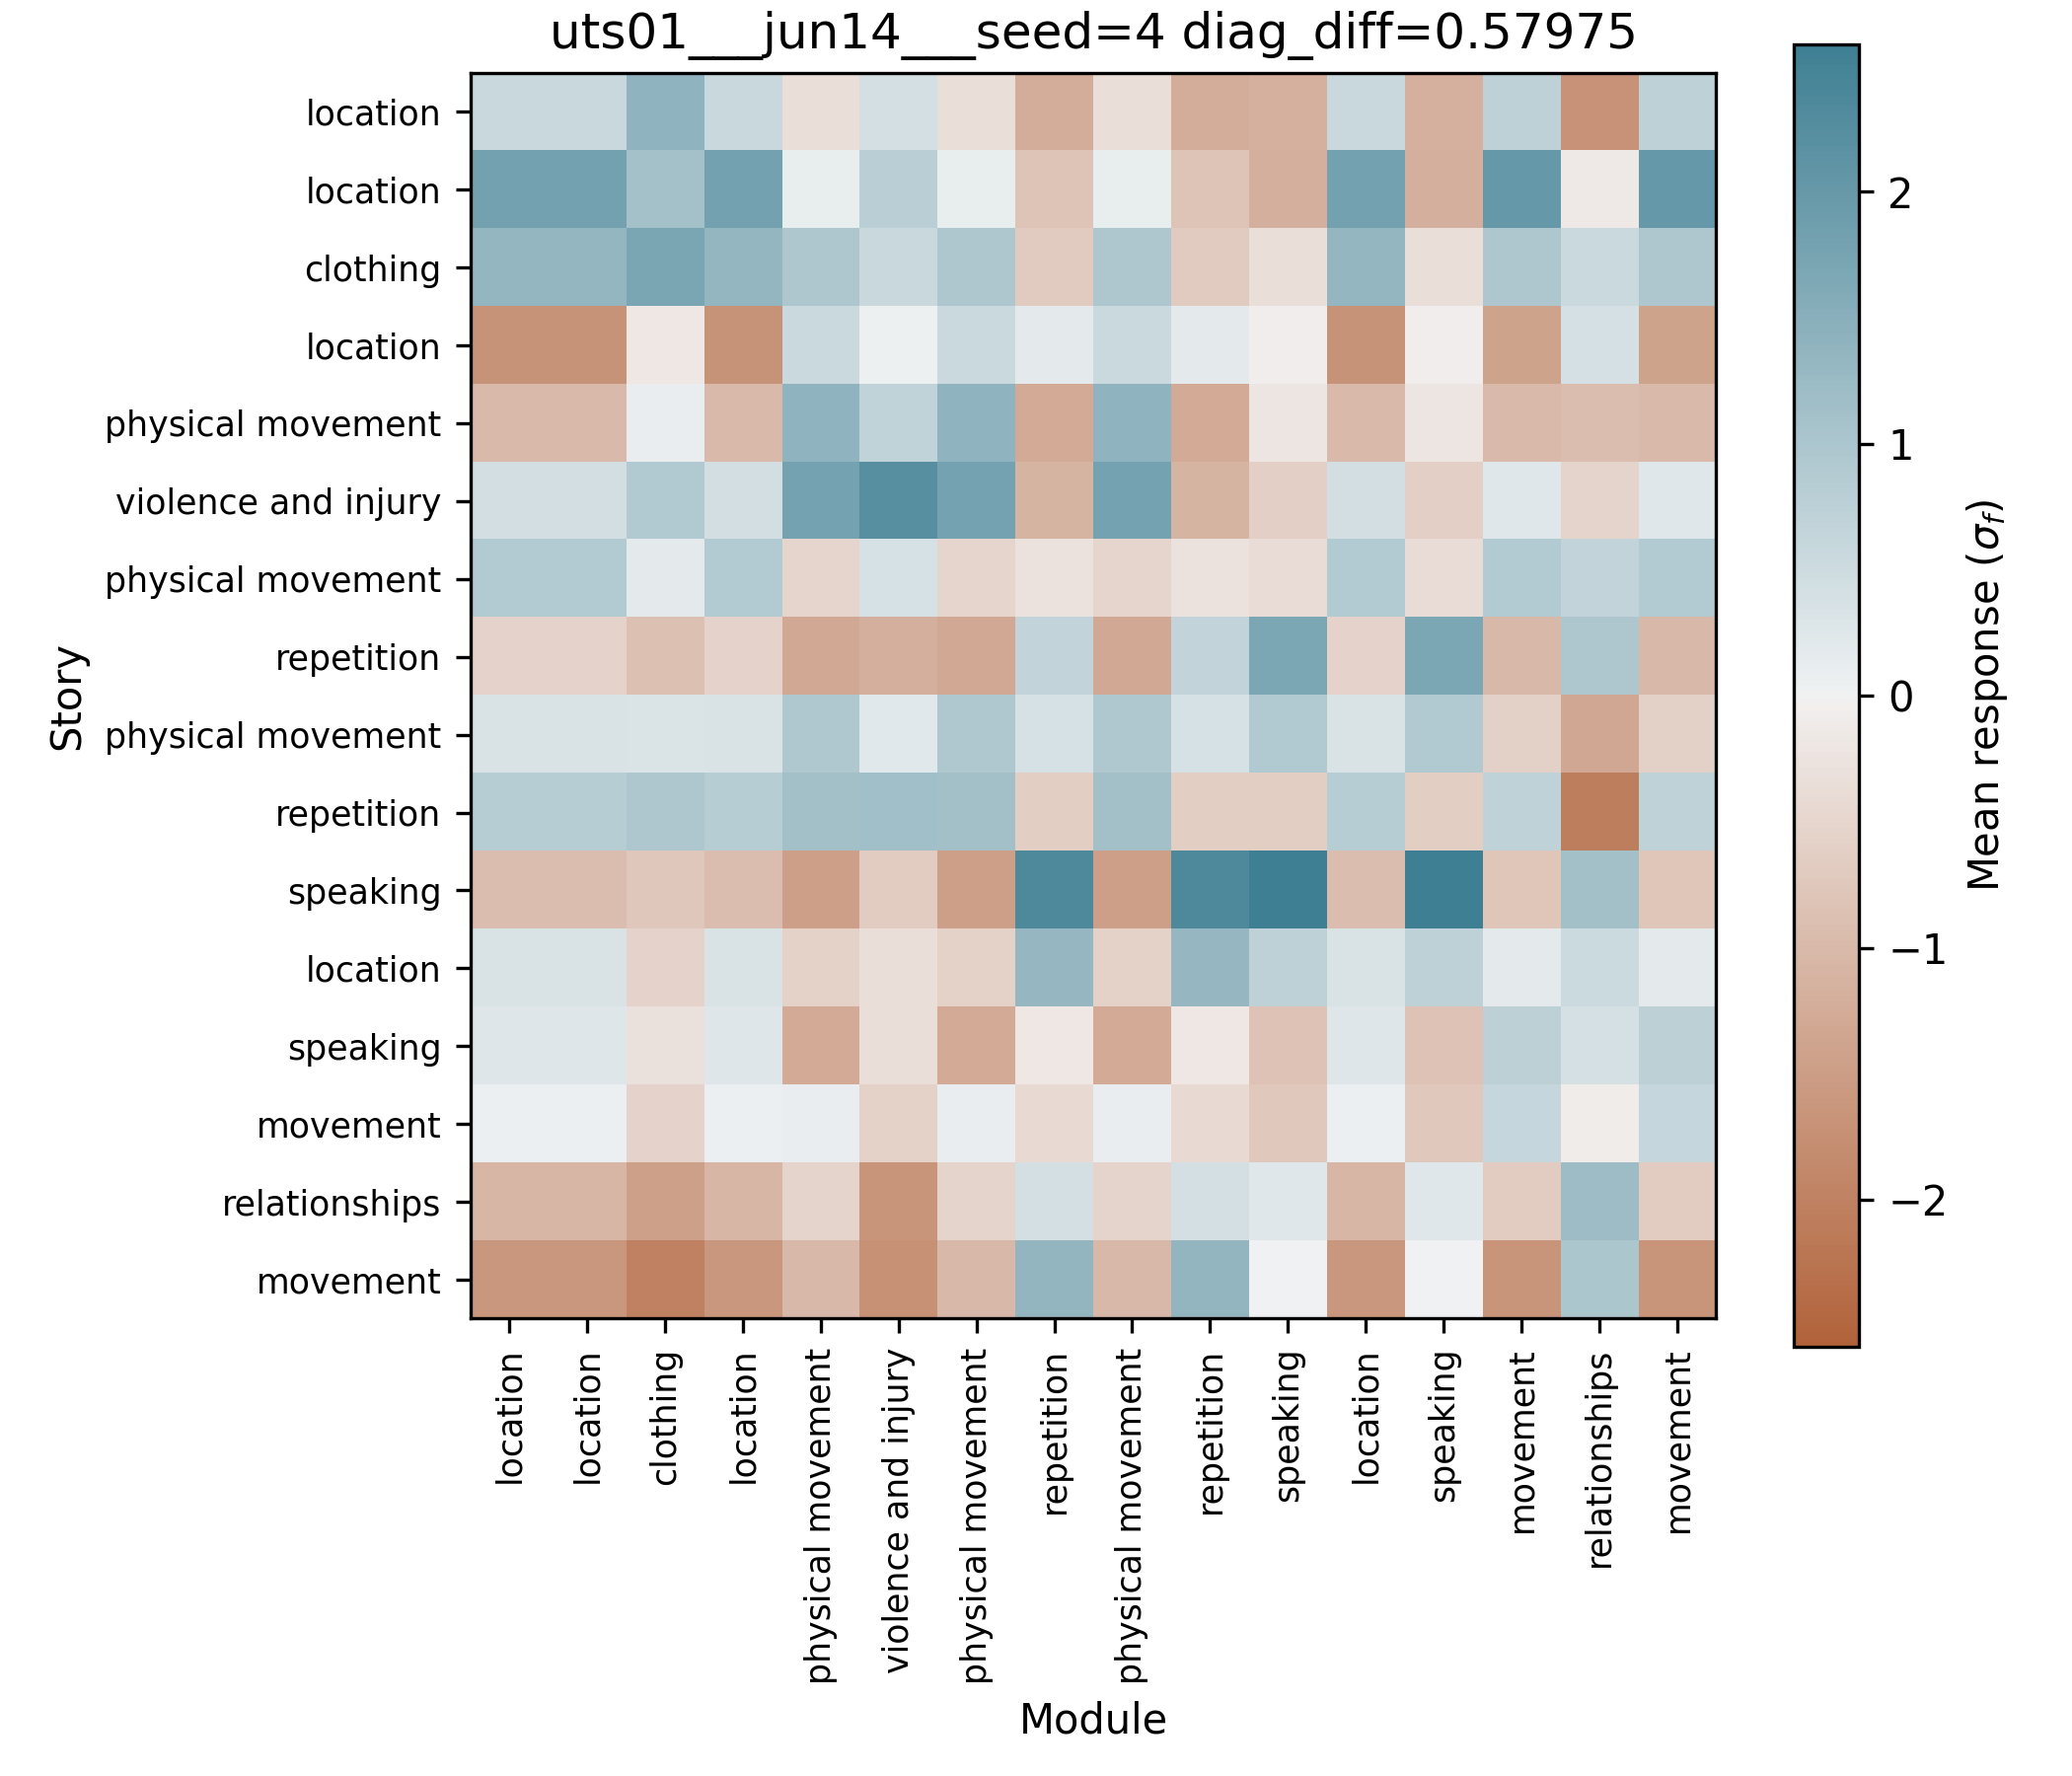 uts01___jun14___seed=4 diag_diff=0.57975
location
location
clothing
location
physical movement
violence and injury
physical movement
repetition
physical movement
repetition
speaking
location
speaking
movement
relationships
movement
Story
location
location
clothing
location
physical movement
violence and injury
physical movement
repetition
physical movement
repetition
speaking
location
speaking
movement
relationships
movement
Module
2
1
0
−1
−2
Mean response (σf)